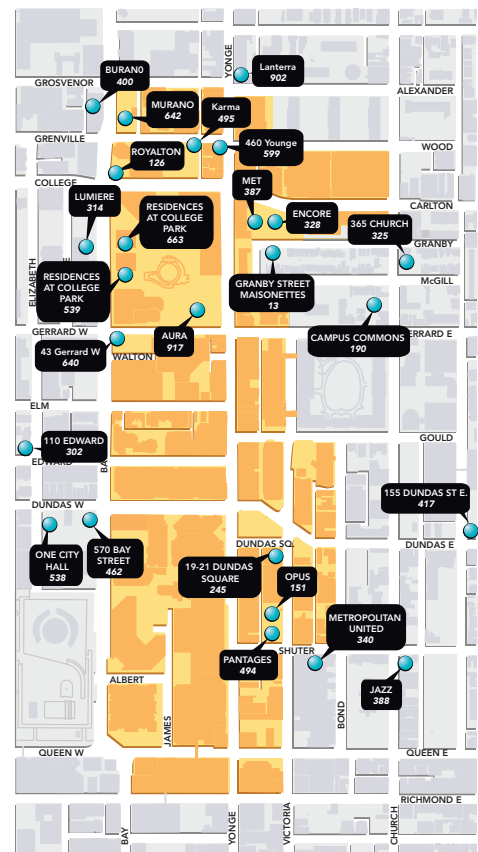 YONGE
BURANO
400
Lanterra
902
GROSVENOR
ALEXANDER
MURANO
642
Karma
495
GRENVILLE
WOOD
ROYALTON
126
460 Younge
599
COLLEGE
MET
387
CARLTON
LUMIERE
314
RESIDENCES
AT COLLEGE
PARK
663
ENCORE
328
365 CHURCH
325
GRANBY
ELIZABETH
RESIDENCES
AT COLLEGE
PARK
539
GRANBY STREET
MAISONETTES
13
McGILL
GERRARD W
AURA
917
CAMPUS COMMONS
190
ERRARD E
43 Gerrard W
640
WALTON
ELM
110 EDWARD
302
GOULD
EDWARD
BA
DUNDAS W
155 DUNDAS ST E.
417
ONE CITY
HALL
538
570 BAY
STREET
462
DUNDAS SQ.
DUNDAS E
19-21 DUNDAS
SQUARE
245
OPUS
151
METROPOLITAN
UNITED
340
SHUTER
PANTAGES
494
ALBERT
JAZZ
388
JAMES
BOND
QUEEN W
QUEEN E
RICHMOND E
BAY
YONGE
VICTORIA
CHURCH